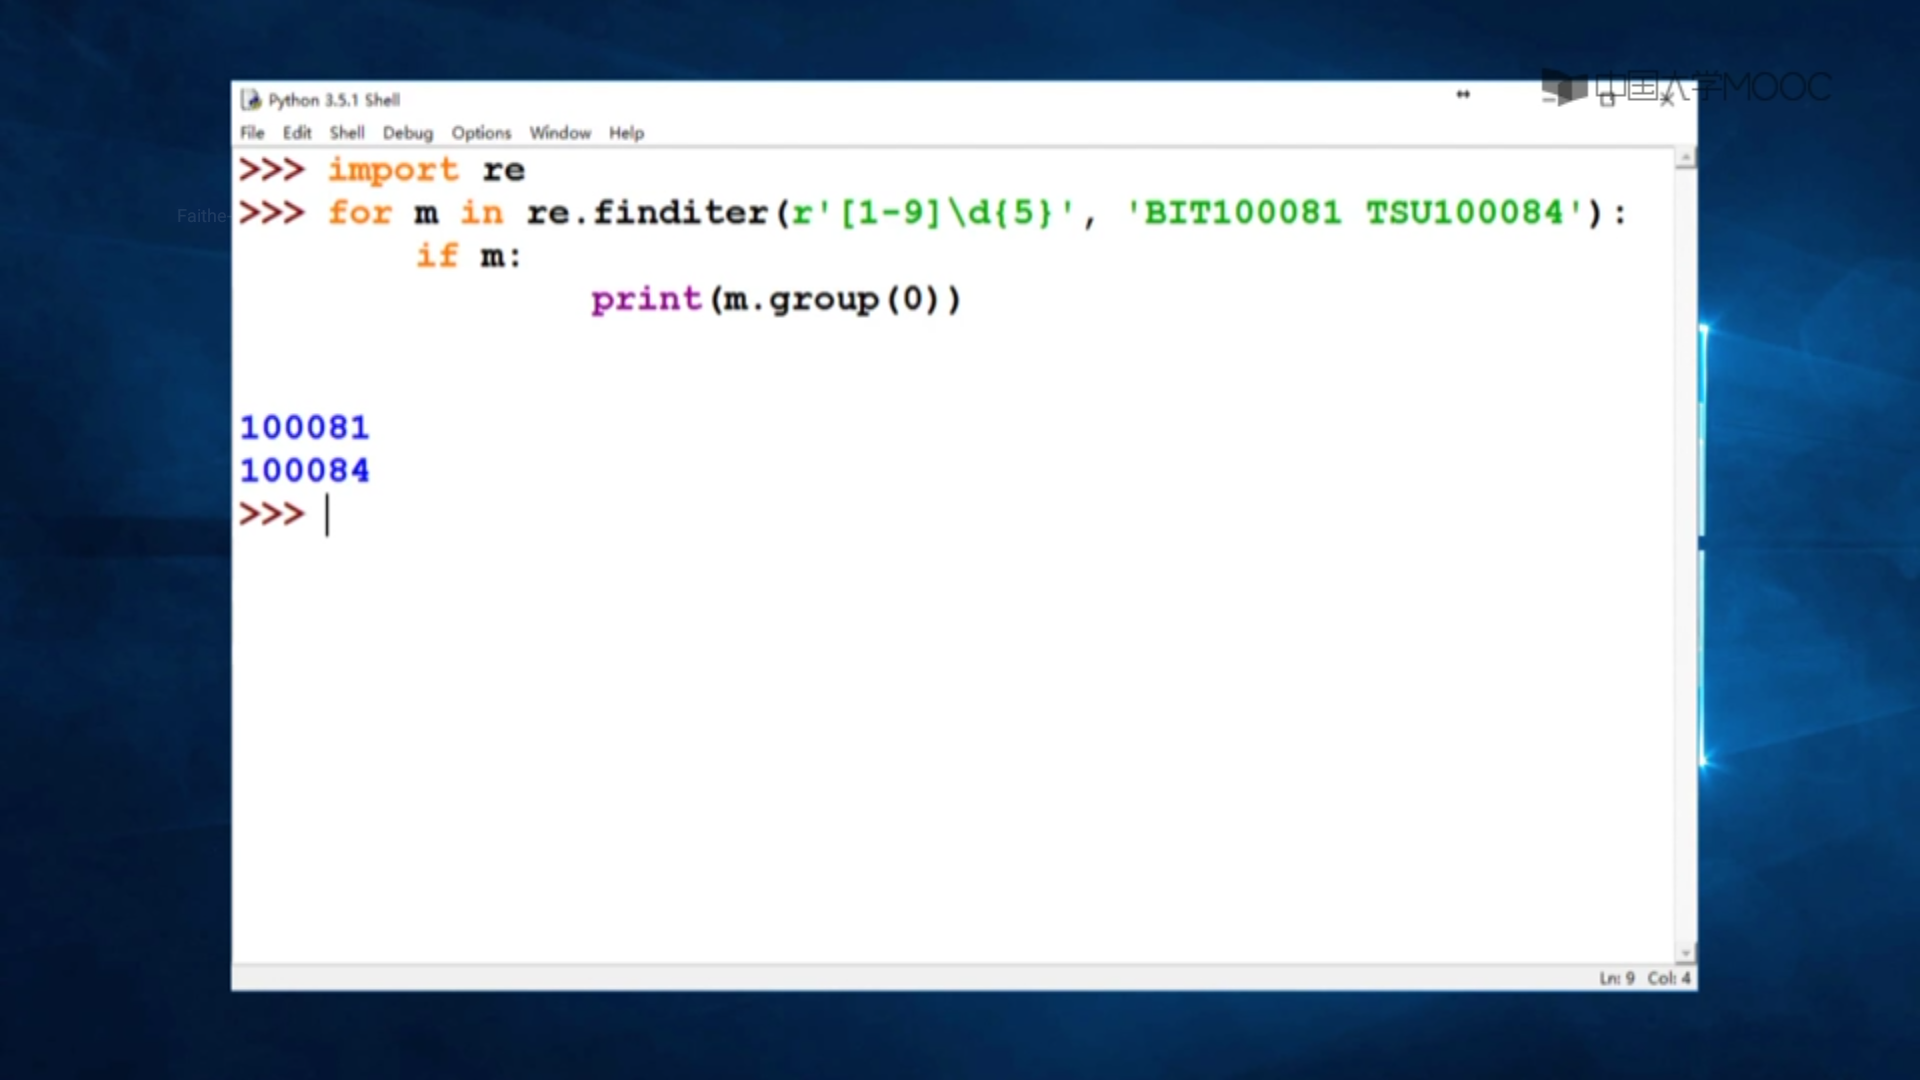 中国大学MOOC
Python 3.5.1 Shell
File Edit Shell Debug Options Window Help
>>> import re
>>> for m in re.finditer(r'[1-9]\d{5}', 'BIT100081 TSU100084'):
if m:
print(m.group(0))
100081
100084
>>>
Ln: 9 Col: 4